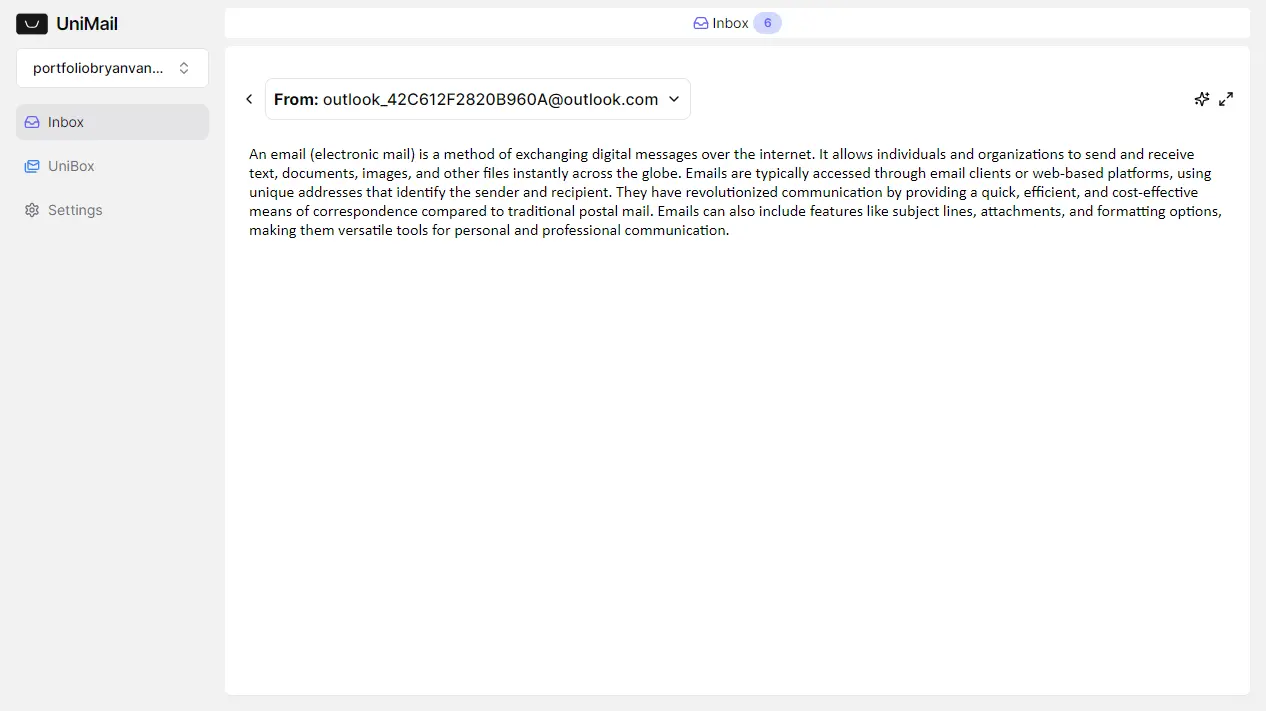 UniMail
Inbox 6
portfoliobryanvan...
From: outlook_42C612F2820B960A@outlook.com
Inbox
UniBox
Settings
An email (electronic mail) is a method of exchanging digital messages over the internet. It allows individuals and organizations to send and receive
text, documents, images, and other files instantly across the globe. Emails are typically accessed through email clients or web-based platforms, using
unique addresses that identify the sender and recipient. They have revolutionized communication by providing a quick, efficient, and cost-effective
means of correspondence compared to traditional postal mail. Emails can also include features like subject lines, attachments, and formatting options,
making them versatile tools for personal and professional communication.